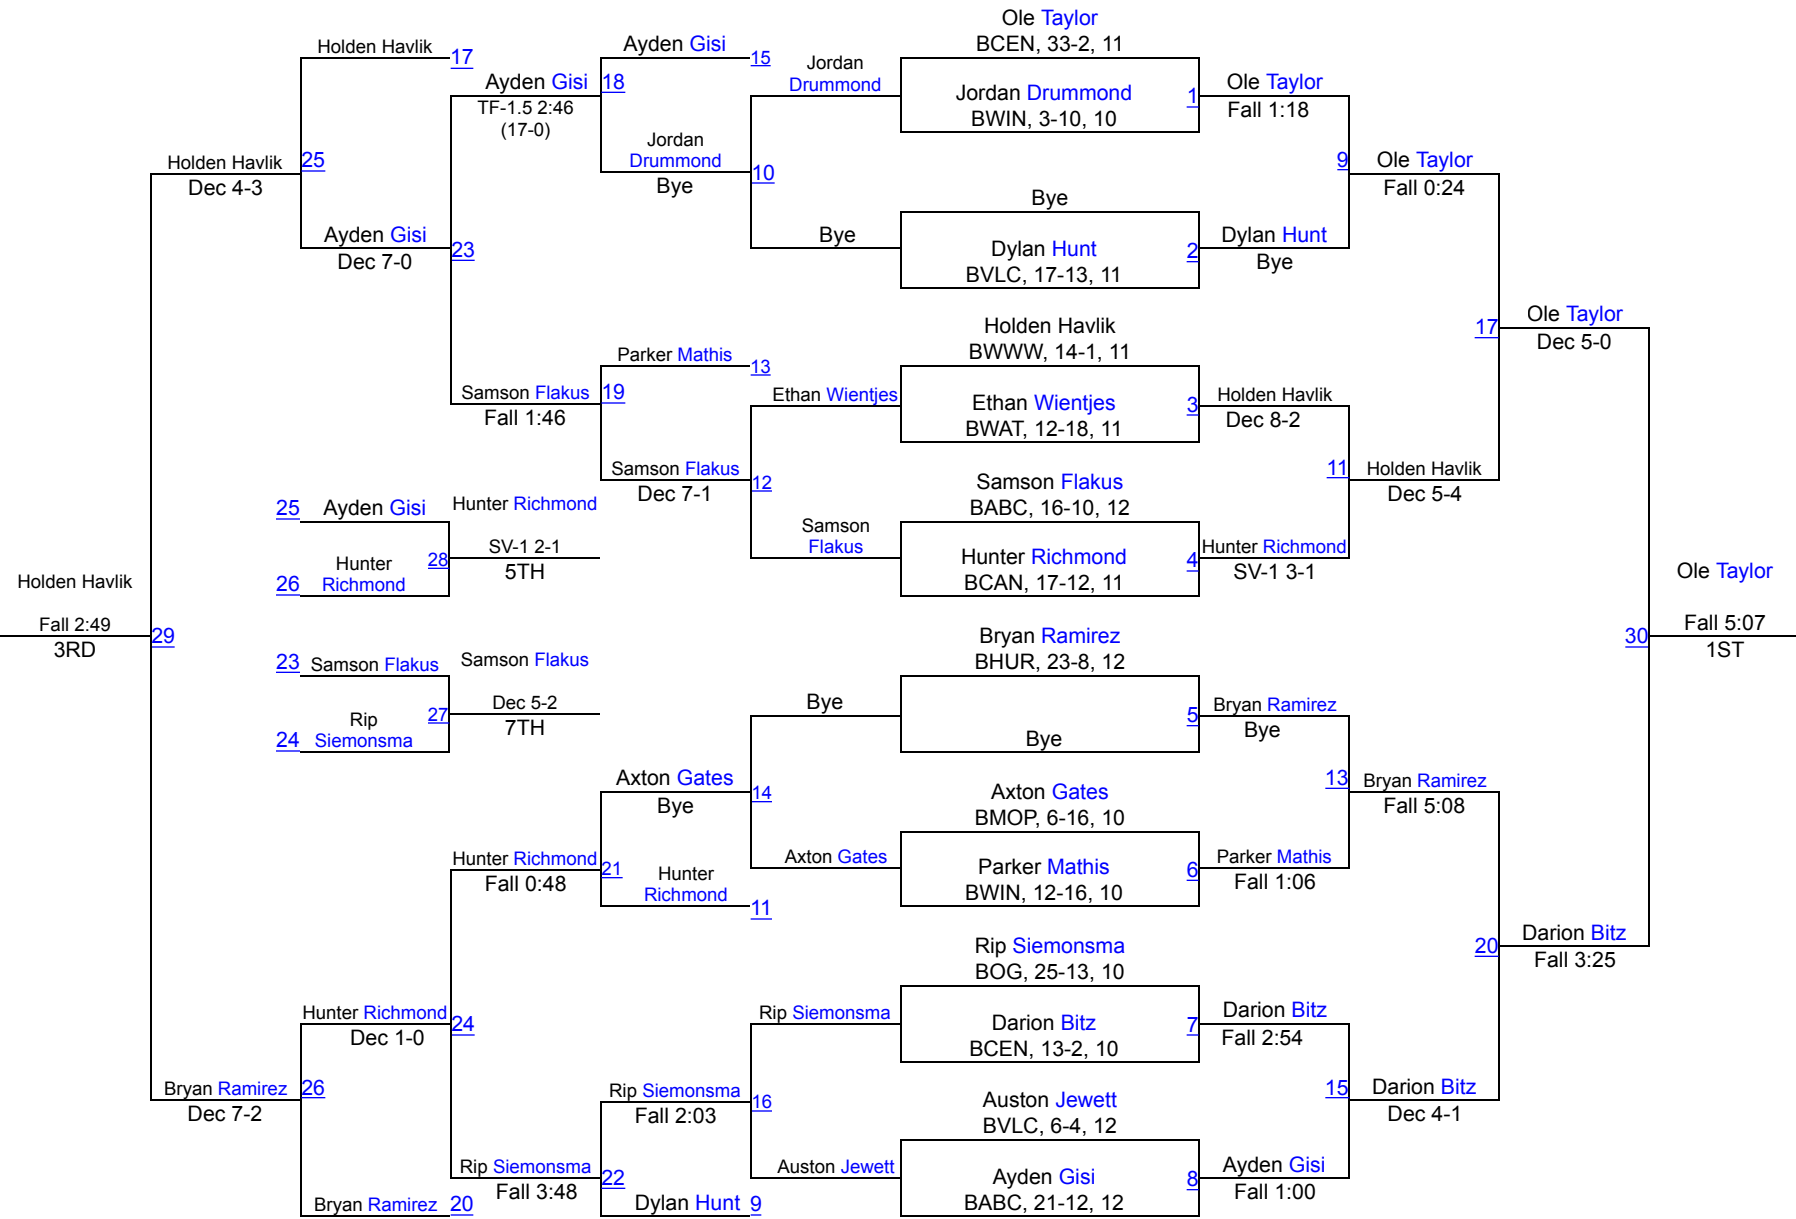 Holden Havlik
17
Ayden Gisi
15
Ayden Gisi
18
TF-1.5 2:46
(17-0)
Jordan
Drummond
Jordan
Drummond
Bye
10
Holden Havlik
25
Dec 4-3
Ayden Gisi
23
Dec 7-0
Bye
Ole Taylor
BCEN, 33-2, 11
Jordan Drummond
BWIN, 3-10, 10
1
Ole Taylor
Fall 1:18
Bye
Dylan Hunt
BVLC, 17-13, 11
2
Dylan Hunt
Bye
9
Ole Taylor
Fall 0:24
Parker Mathis
13
Samson Flakus
19
Fall 1:46
Ethan Wientjes
Samson Flakus
12
Dec 7-1
Samson
Flakus
Holden Havlik
BWWW, 14-1, 11
Ethan Wientjes
BWAT, 12-18, 11
3
Holden Havlik
Dec 8-2
Samson Flakus
BABC, 16-10, 12
Hunter Richmond
BCAN, 17-12, 11
4
Hunter Richmond
SV-1 3-1
11
Holden Havlik
Dec 5-4
17
Ole Taylor
Dec 5-0
25
Ayden Gisi
Hunter Richmond
SV-1 2-1
5TH
28
26
Hunter
Richmond
Holden Havlik
Fall 2:49
3RD
29
23
Samson Flakus
Samson Flakus
Dec 5-2
7TH
27
24
Rip
Siemonsma
Ole Taylor
30
Fall 5:07
1ST
Bye
Bryan Ramirez
BHUR, 23-8, 12
Bye
5
Bryan Ramirez
Bye
Axton Gates
Bye
14
Axton Gates
Axton Gates
BMOP, 6-16, 10
Parker Mathis
BWIN, 12-16, 10
6
Parker Mathis
Fall 1:06
13
Bryan Ramirez
Fall 5:08
Hunter Richmond
21
Fall 0:48
Hunter
Richmond
11
Hunter Richmond
24
Dec 1-0
Rip Siemonsma
Rip Siemonsma
BOG, 25-13, 10
Darion Bitz
BCEN, 13-2, 10
7
Darion Bitz
Fall 2:54
20
Darion Bitz
Fall 3:25
Bryan Ramirez
26
Dec 7-2
Rip Siemonsma
16
Fall 2:03
Auston Jewett
Auston Jewett
BVLC, 6-4, 12
Ayden Gisi
BABC, 21-12, 12
8
Ayden Gisi
Fall 1:00
15
Darion Bitz
Dec 4-1
Rip Siemonsma
22
Fall 3:48
Bryan Ramirez
20
Dylan Hunt
9